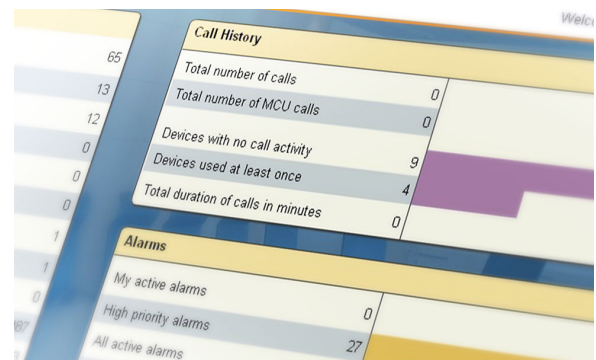 Welco
65
13
12
0
0
0
1
1
0
Call History
Total number of calls 0
Total number of MCU calls 0
Devices with no call activity 9
Devices used at least once 4
Total duration of calls in minutes 0
Alarms
My active alarms 0
High priority alarms 27
All active alarms